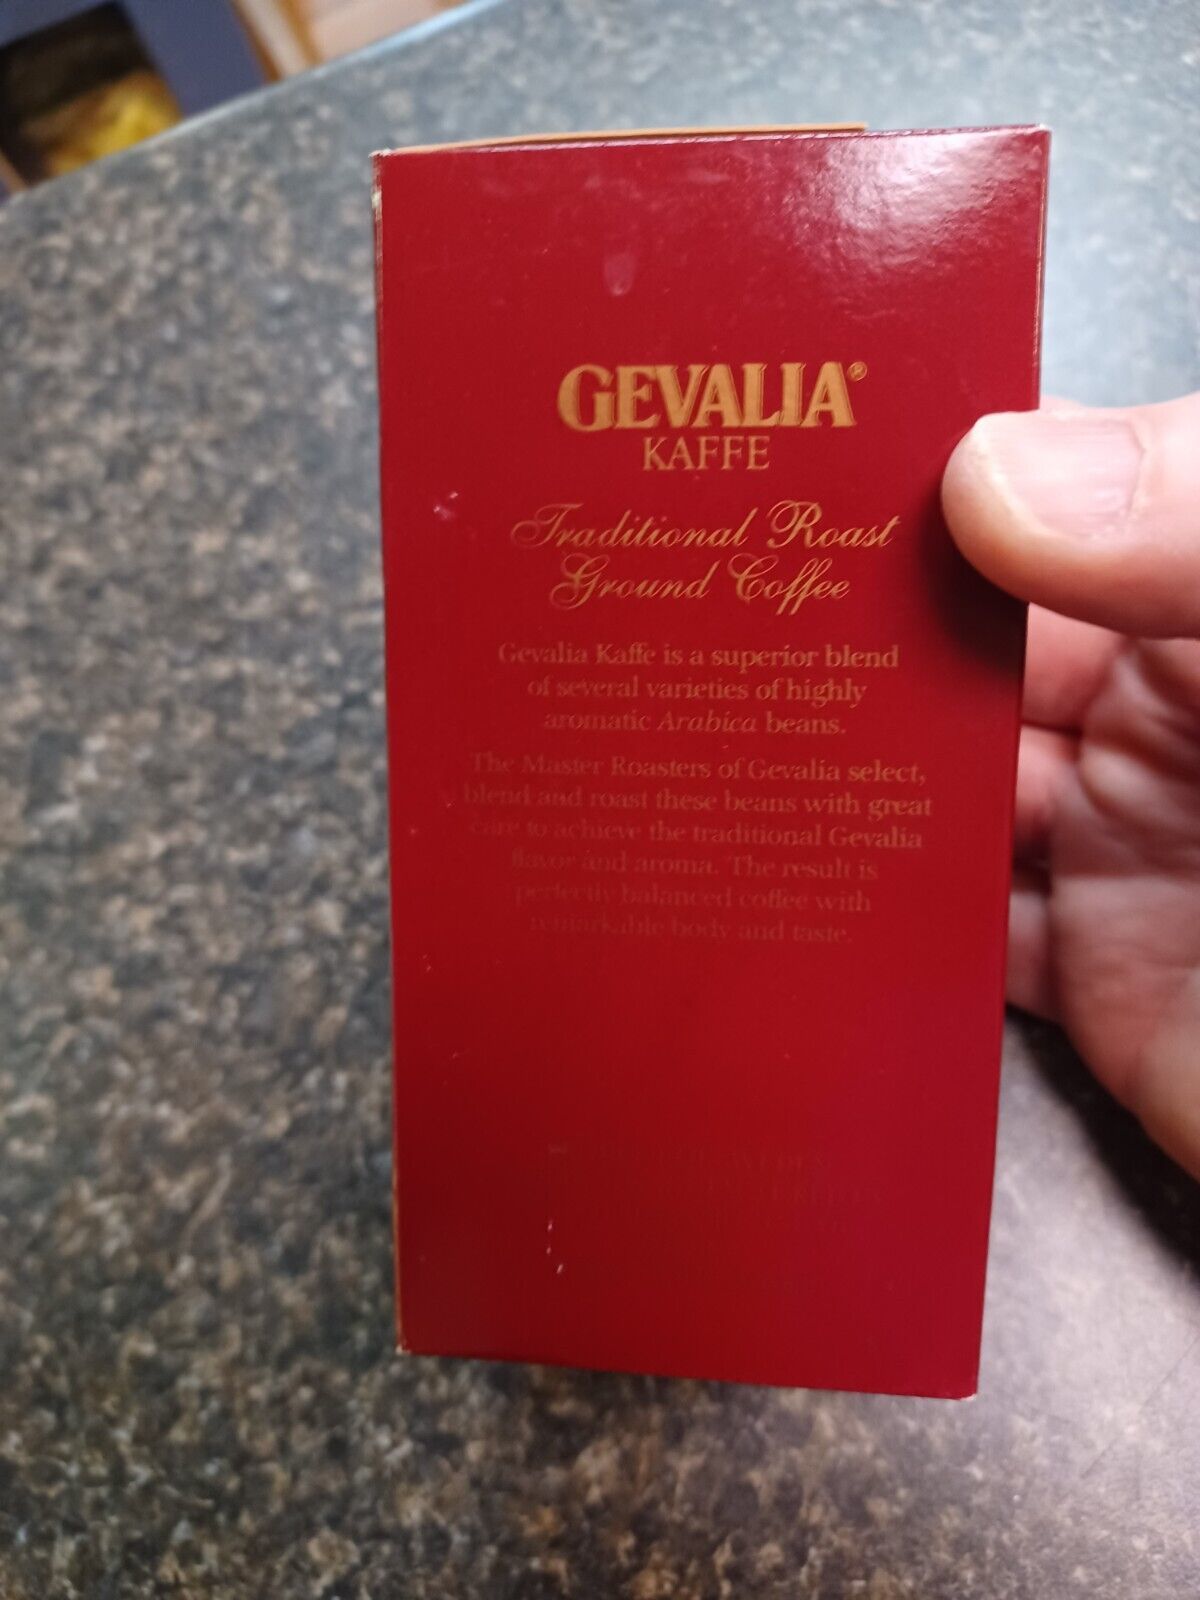 GEVALIA®
KAFFE
Traditional Roast
Ground Coffee
Gevalia Kaffe is a superior blend
of several varieties of highly
aromatic Arabica beans.
The Master Roasters of Gevalia select,
blend and roast these beans with great
care to achieve the traditional Gevalia
flavor and aroma. The result is
perfectly balanced coffee with
remarkable body and taste.